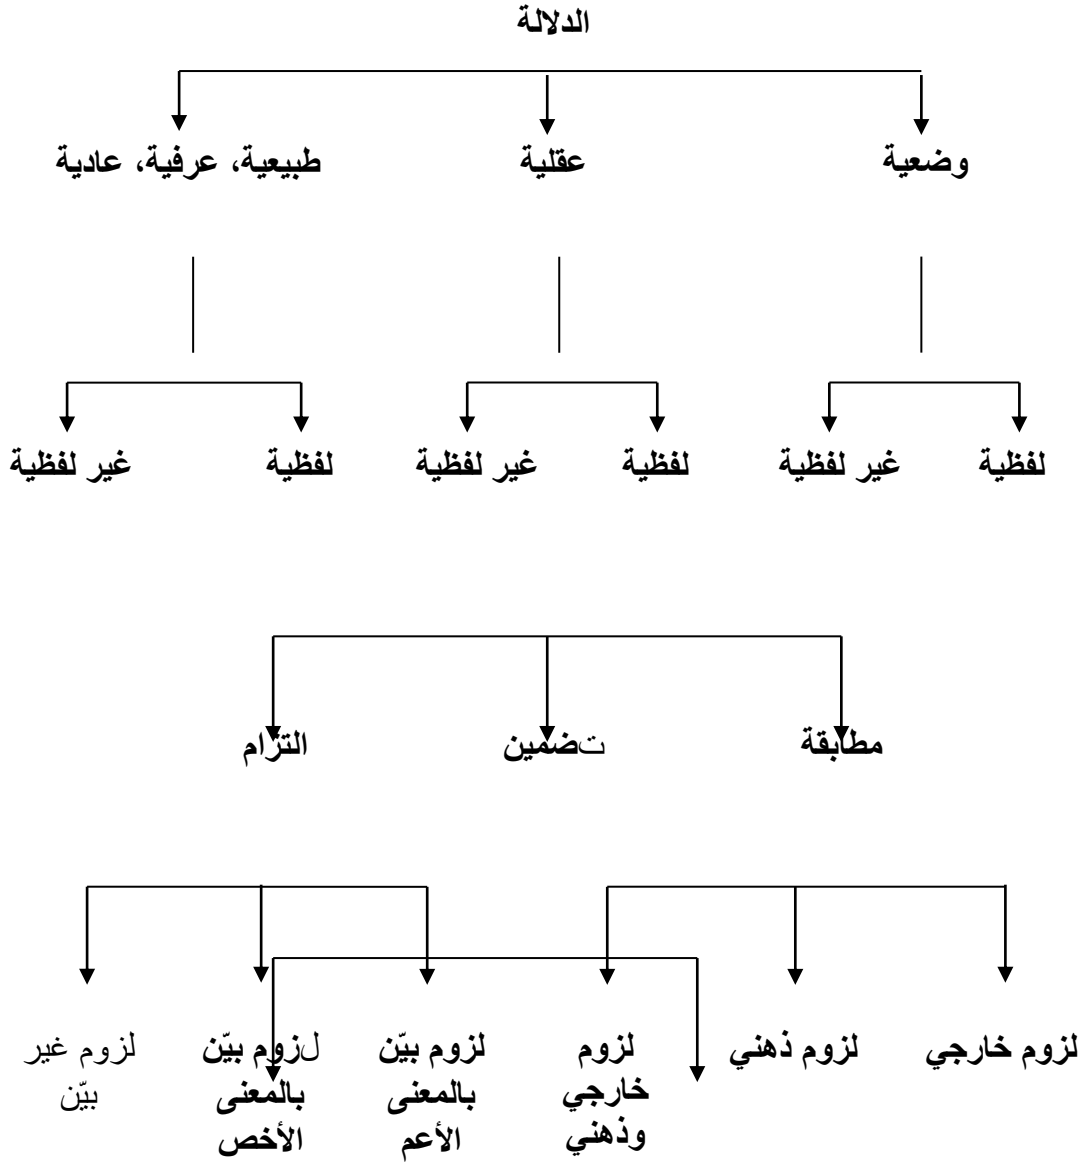 الدلالة
وضعية
عقلية
طبيعية، عرفية، عادية
لفظية
غير لفظية
لفظية
غير لفظية
لفظية
غير لفظية
مطابقة
تضمين
التزام
لزوم خارجي
لزوم ذهني
لزوم
خارجي
وذهني
لزوم بيّن
بالمعنى
الأعم
لزوم بيّن
بالمعنى
الأخص
لزوم غير
بيّن